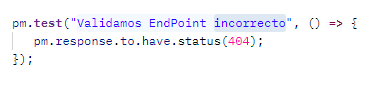 pm.test("Validamos EndPoint incorrecto", () => {
    pm.response.to.have.status(404);
});